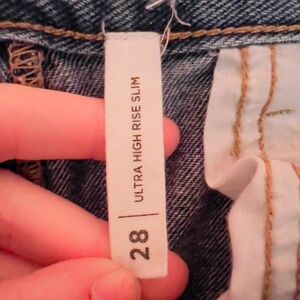 28 | ULTRA HIGH RISE SLIM